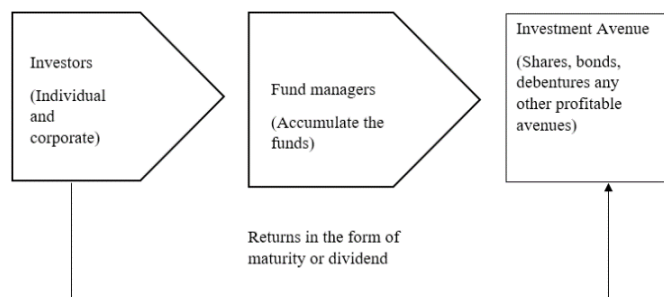 Investors
(Individual
and
corporate)
Fund managers
(Accumulate the
funds)
Investment Avenue
(Shares, bonds,
debentures any
other profitable
avenues)
Returns in the form of
maturity or dividend